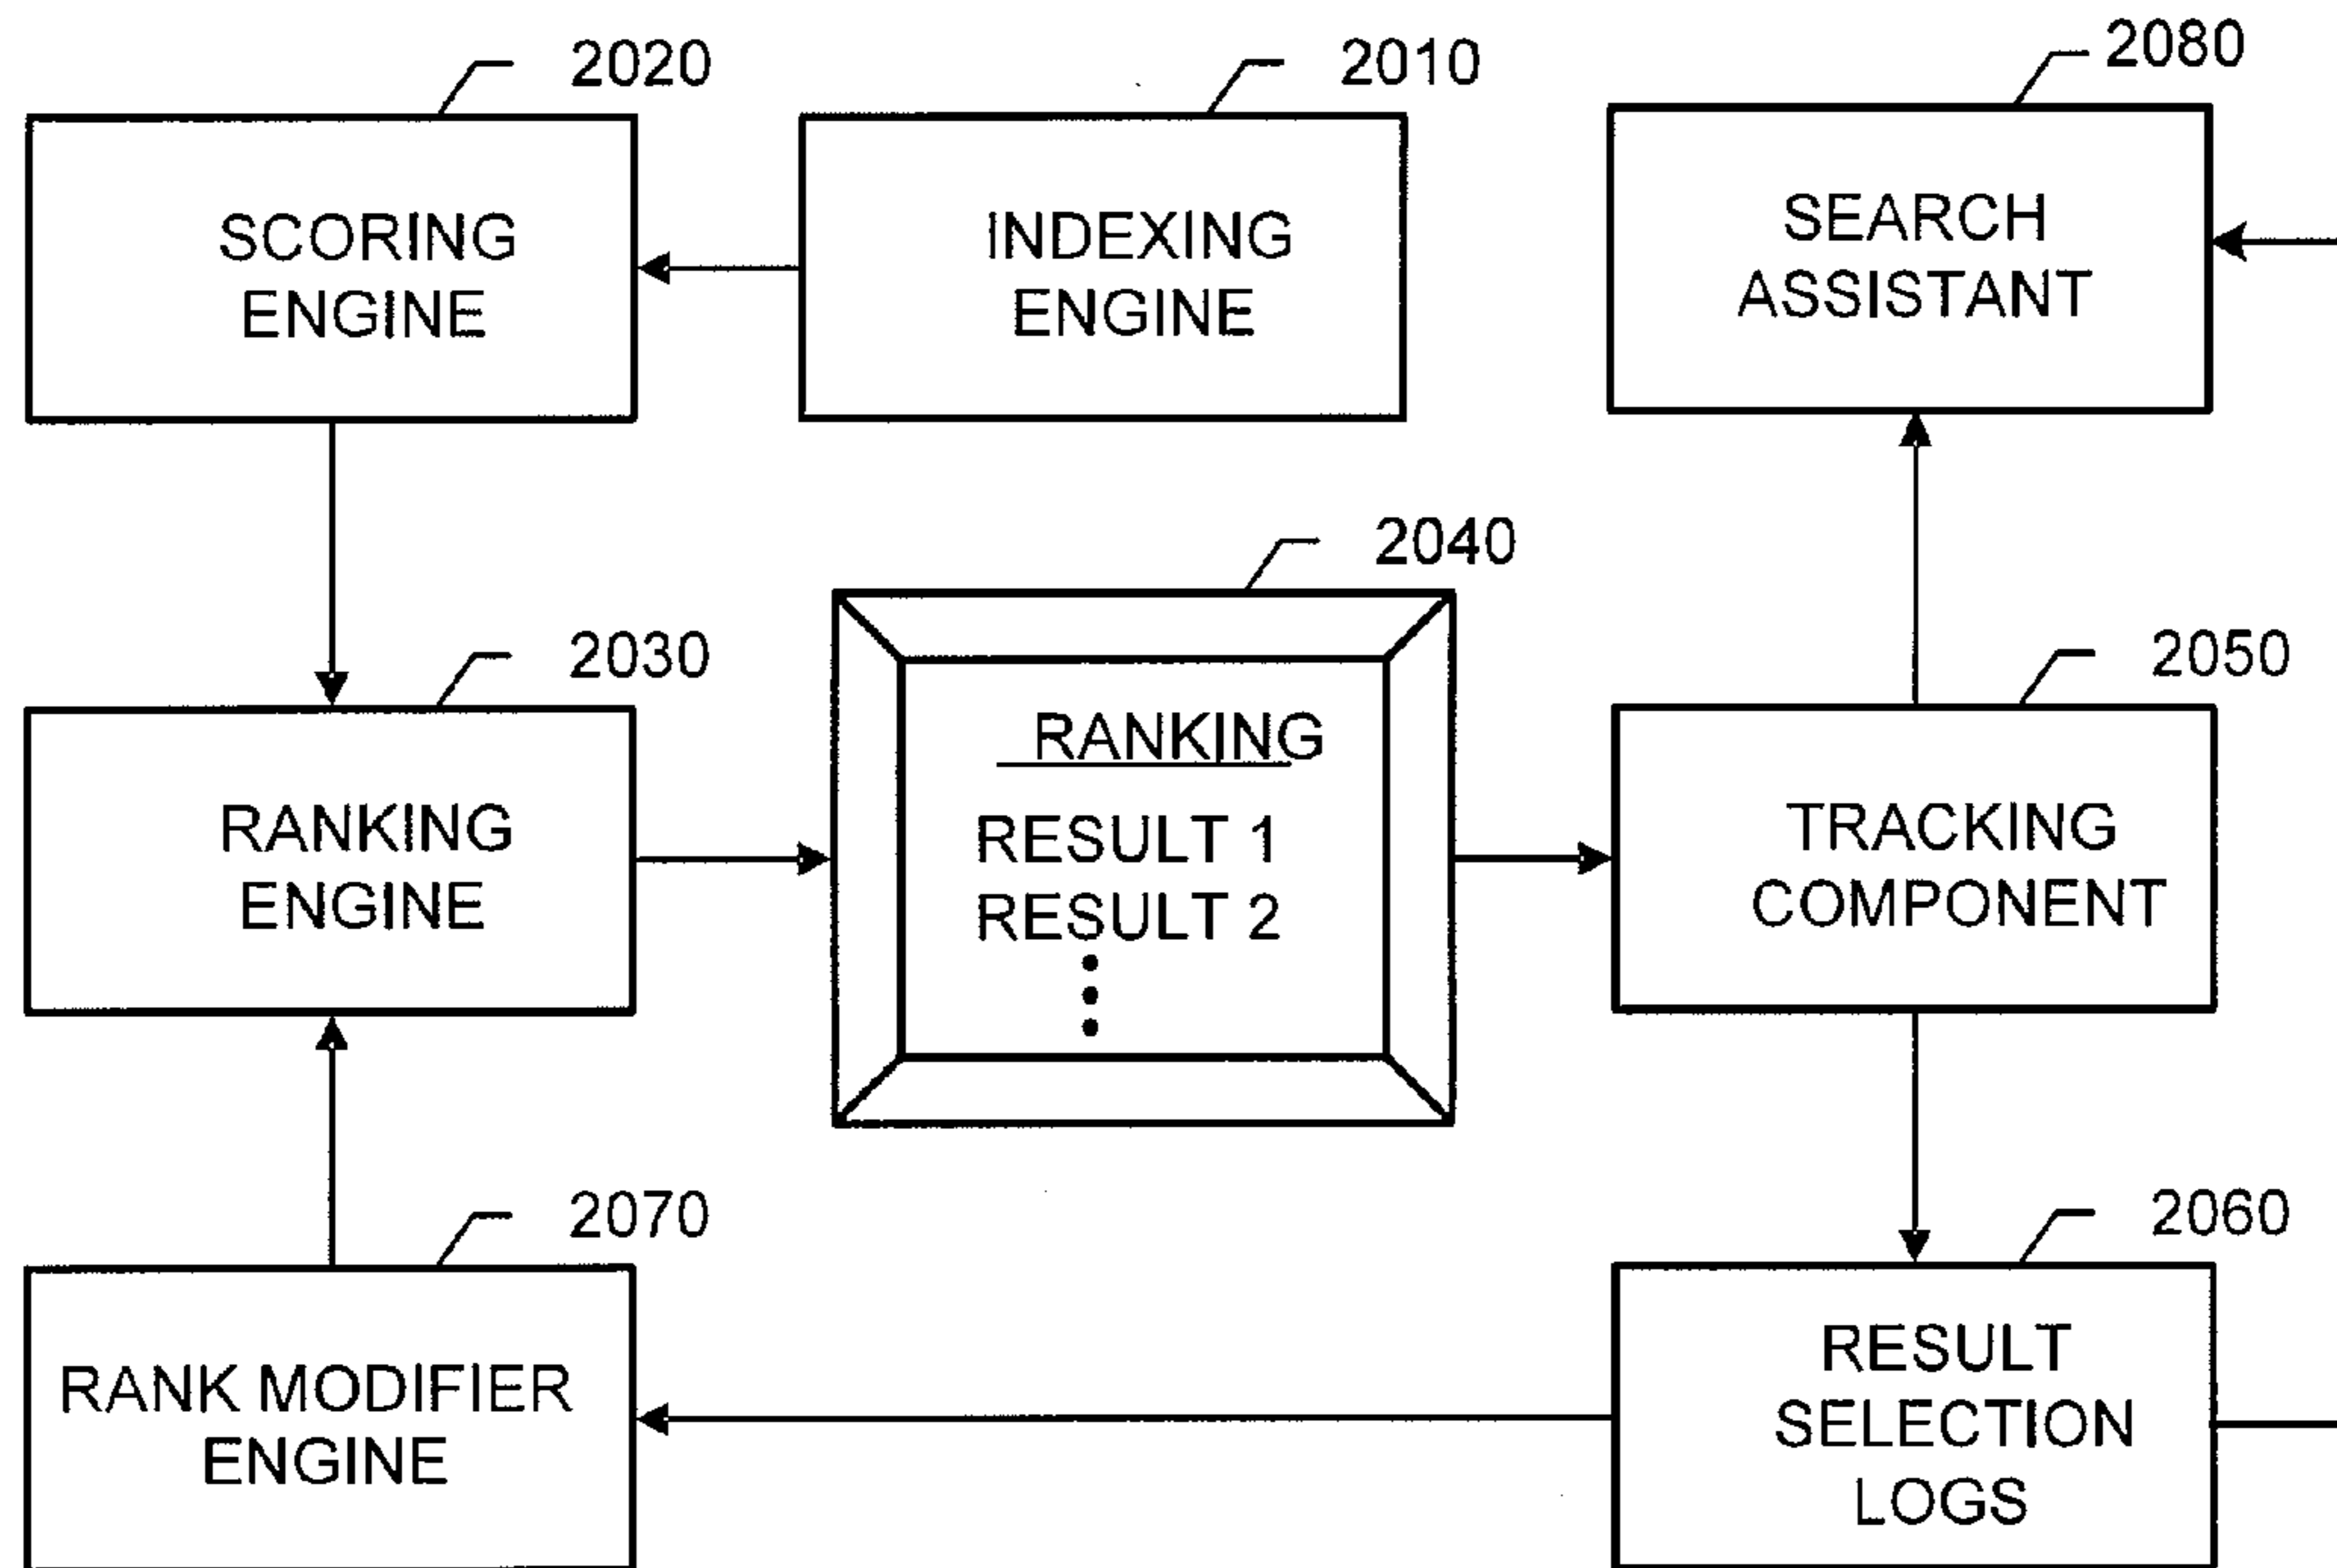 2020
2010
2080
SCORING
ENGINE
INDEXING
ENGINE
SEARCH
ASSISTANT
2040
2030
2050
RANKING
ENGINE
RANKING
RESULT 1
RESULT 2
TRACKING
COMPONENT
2070
2060
RANK MODIFIER
ENGINE
RESULT
SELECTION
LOGS